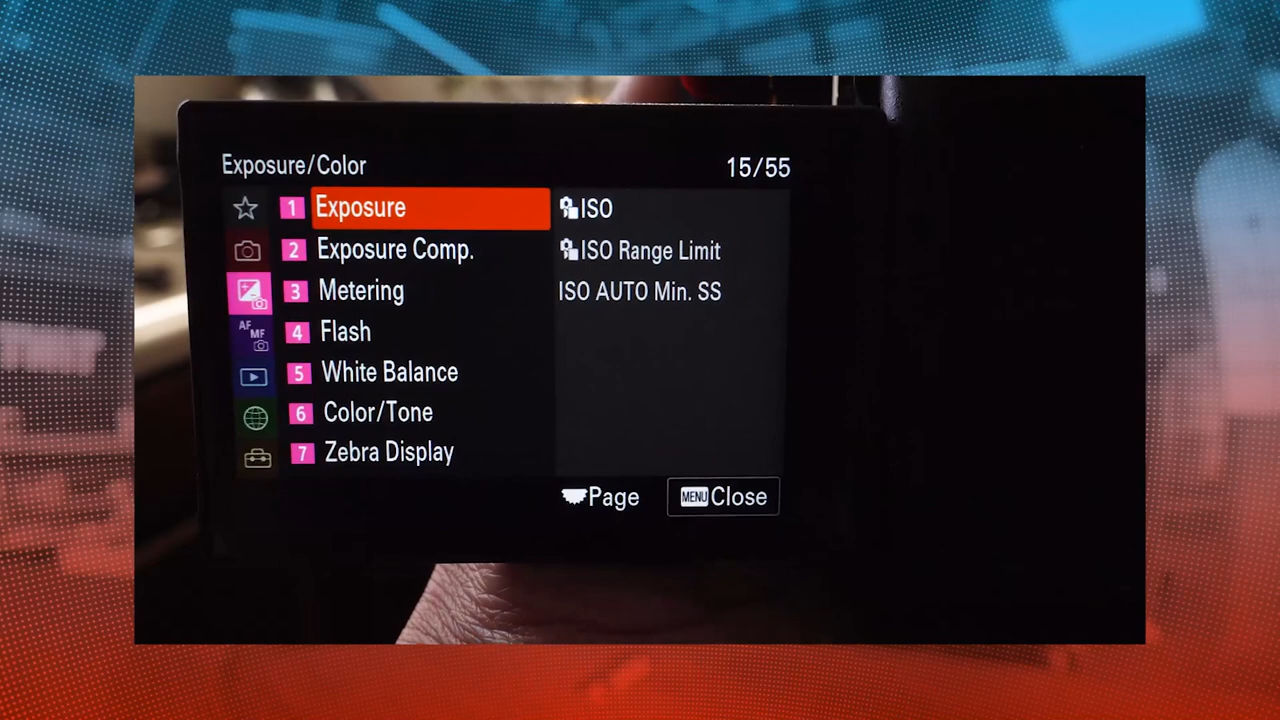 Exposure/Color 15/55
1 Exposure ISO
2 Exposure Comp. ISO Range Limit
3 Metering ISO AUTO Min. SS
AF MF
4 Flash
5 White Balance
6 Color/Tone
7 Zebra Display
Page MENU Close